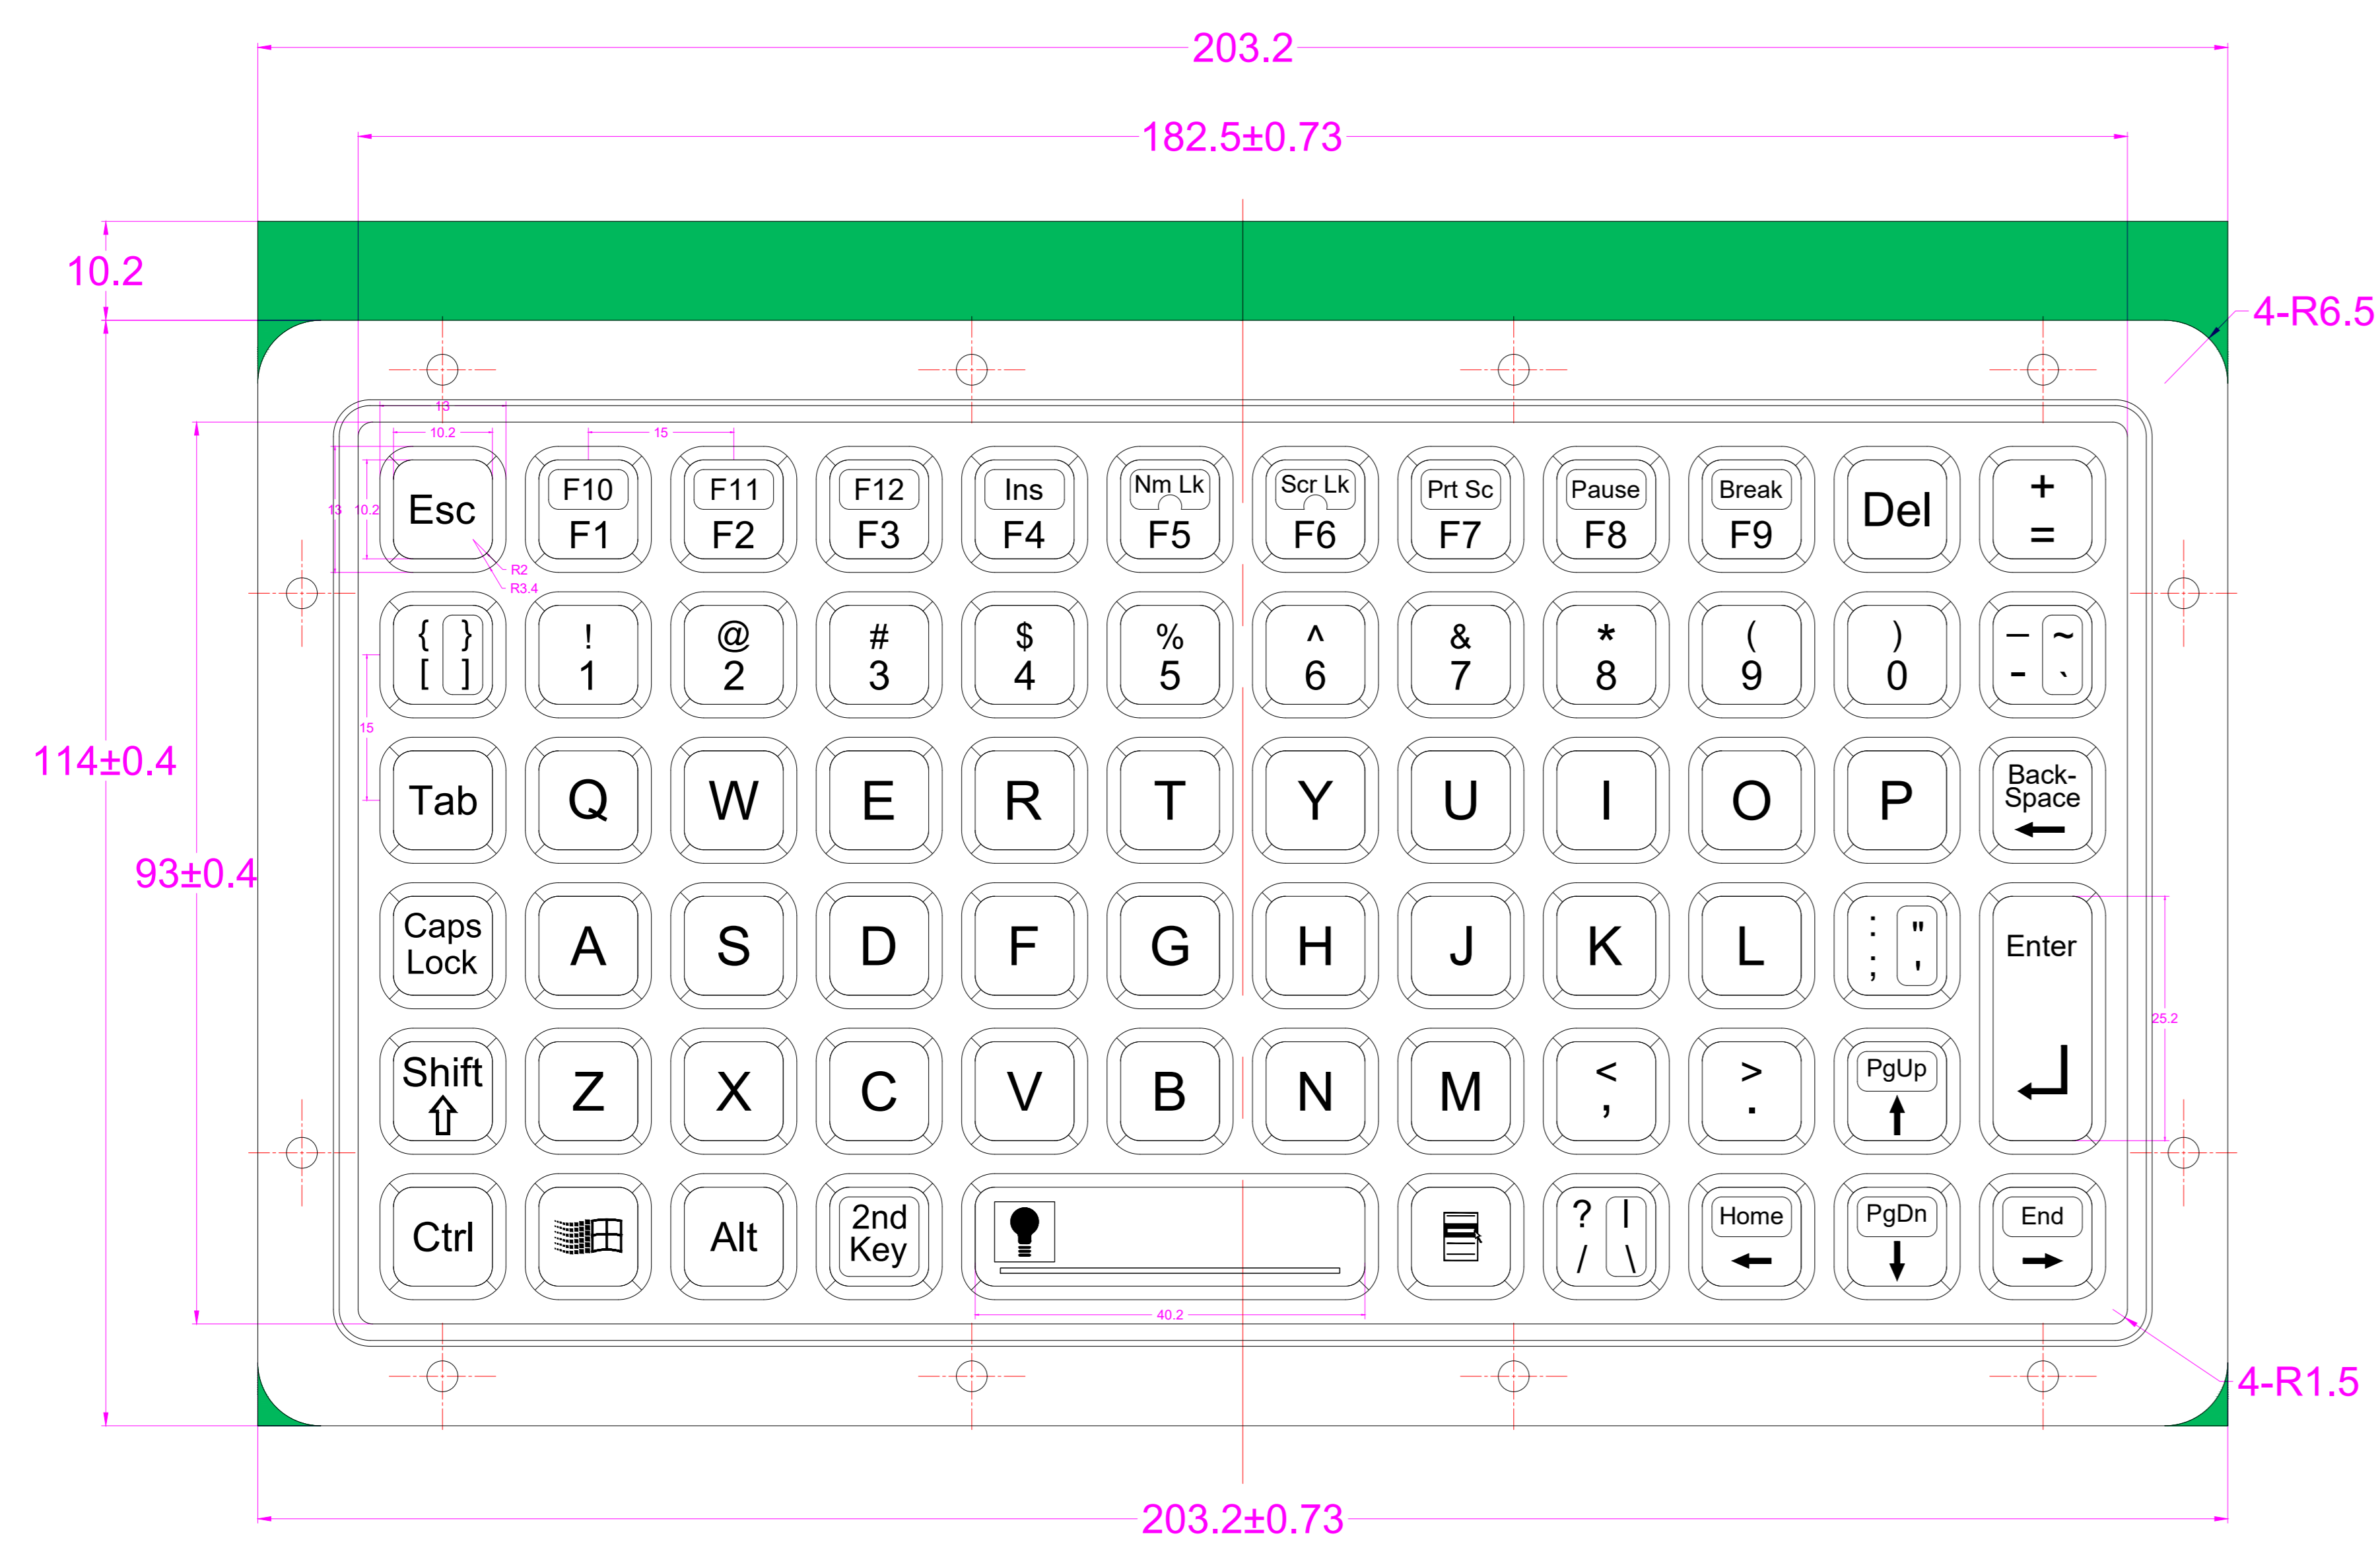 203.2
182.5±0.73
10.2
4-R6.5
13
10.2
15
Esc
F10
F1
F11
F2
F12
F3
Ins
F4
Nm Lk
F5
Scr Lk
F6
Prt Sc
F7
Pause
F8
Break
F9
Del
+
=
13
10.2
R2
R3.4
{ }
[ ]
!
1
@
2
#
3
$
4
%
5
^
6
&
7
*
8
(
9
)
0
_ ~
- `
15
114±0.4
Tab
Q
W
E
R
T
Y
U
I
O
P
Back-
Space
93±0.4
Caps
Lock
A
S
D
F
G
H
J
K
L
: "
; '
Enter
25.2
Shift
Z
X
C
V
B
N
M
<
,
>
.
PgUp
Ctrl
Alt
2nd
Key
? |
/ \
Home
PgDn
End
40.2
4-R1.5
203.2±0.73